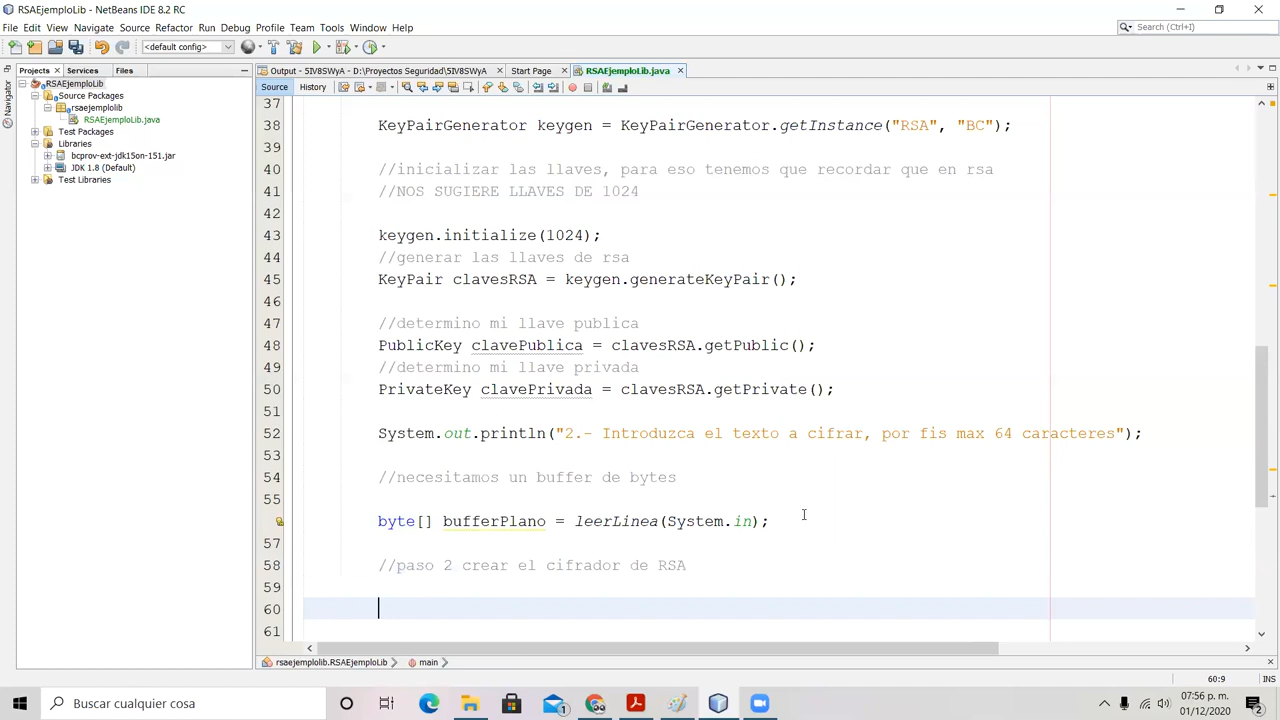 RSAEjemploLib - NetBeans IDE 8.2 RC
File Edit View Navigate Source Refactor Run Debug Profile Team Tools Window Help
Search (Ctrl+I)
<default config>
Projects Services Files
Output - D:\Proyectos Seguridad\5IV8SWyA Start Page RSAEjemploLib.java
Source History
Navigator
RSAEjemploLib
Source Packages
rsaejemplolib
RSAEjemploLib.java
Test Packages
Libraries
bcprov-ext-jdk15on-151.jar
JDK 1.8 (Default)
Test Libraries
37
38 KeyPairGenerator keygen = KeyPairGenerator.getInstance("RSA", "BC");
39
40 //inicializar las llaves, para eso tenemos que recordar que en rsa
41 //NOS SUGIERE LLAVES DE 1024
42
43 keygen.initialize(1024);
44 //generar las llaves de rsa
45 KeyPair clavesRSA = keygen.generateKeyPair();
46
47 //determino mi llave publica
48 PublicKey clavePublica = clavesRSA.getPublic();
49 //determino mi llave privada
50 PrivateKey clavePrivada = clavesRSA.getPrivate();
51
52 System.out.println("2.- Introduzca el texto a cifrar, por fis max 64 caracteres");
53
54 //necesitamos un buffer de bytes
55
byte[] bufferPlano = leerLinea(System.in);
57
58 //paso 2 crear el cifrador de RSA
59
60
61
rsaejemplolib.RSAEjemploLib main
60:9 INS
Buscar cualquier cosa
1
07:56 p. m.
01/12/2020
2